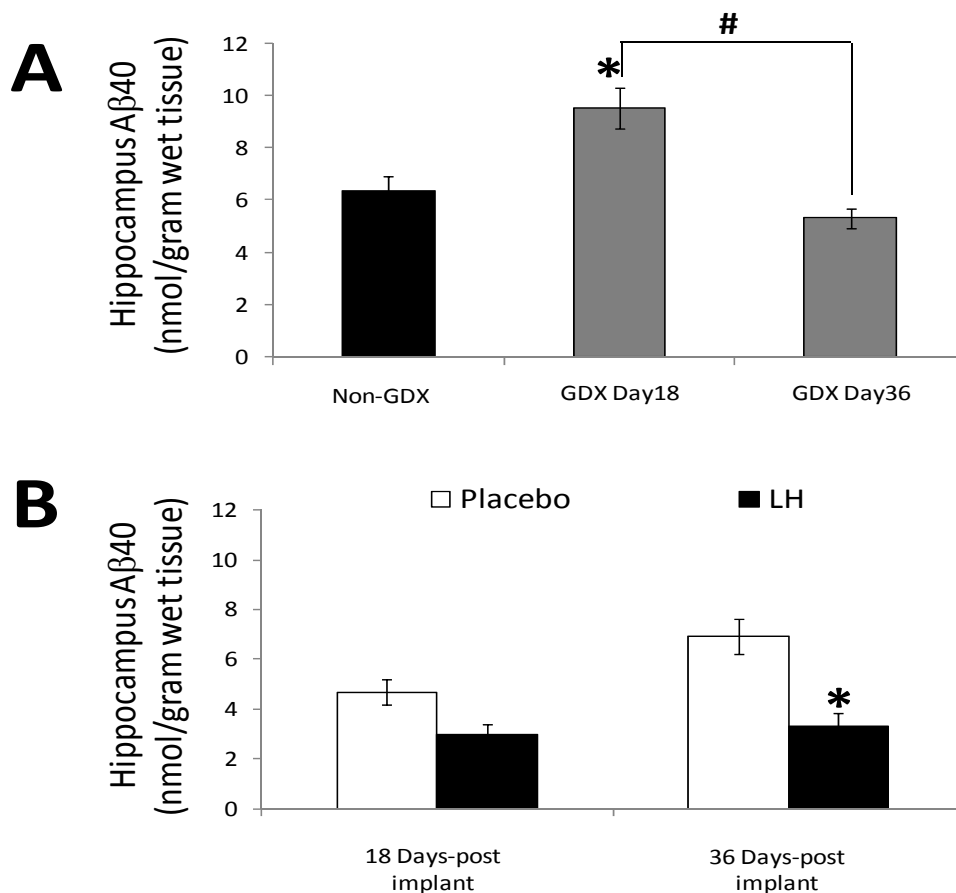 A
Hippocampus Aβ40
(nmol/gram wet tissue)
12
10
8
6
4
2
0
*
#
Non-GDX
GDX Day18
GDX Day36
B
Hippocampus Aβ40
(nmol/gram wet tissue)
Placebo
LH
12
10
8
6
4
2
0
*
18 Days-post
implant
36 Days-post
implant